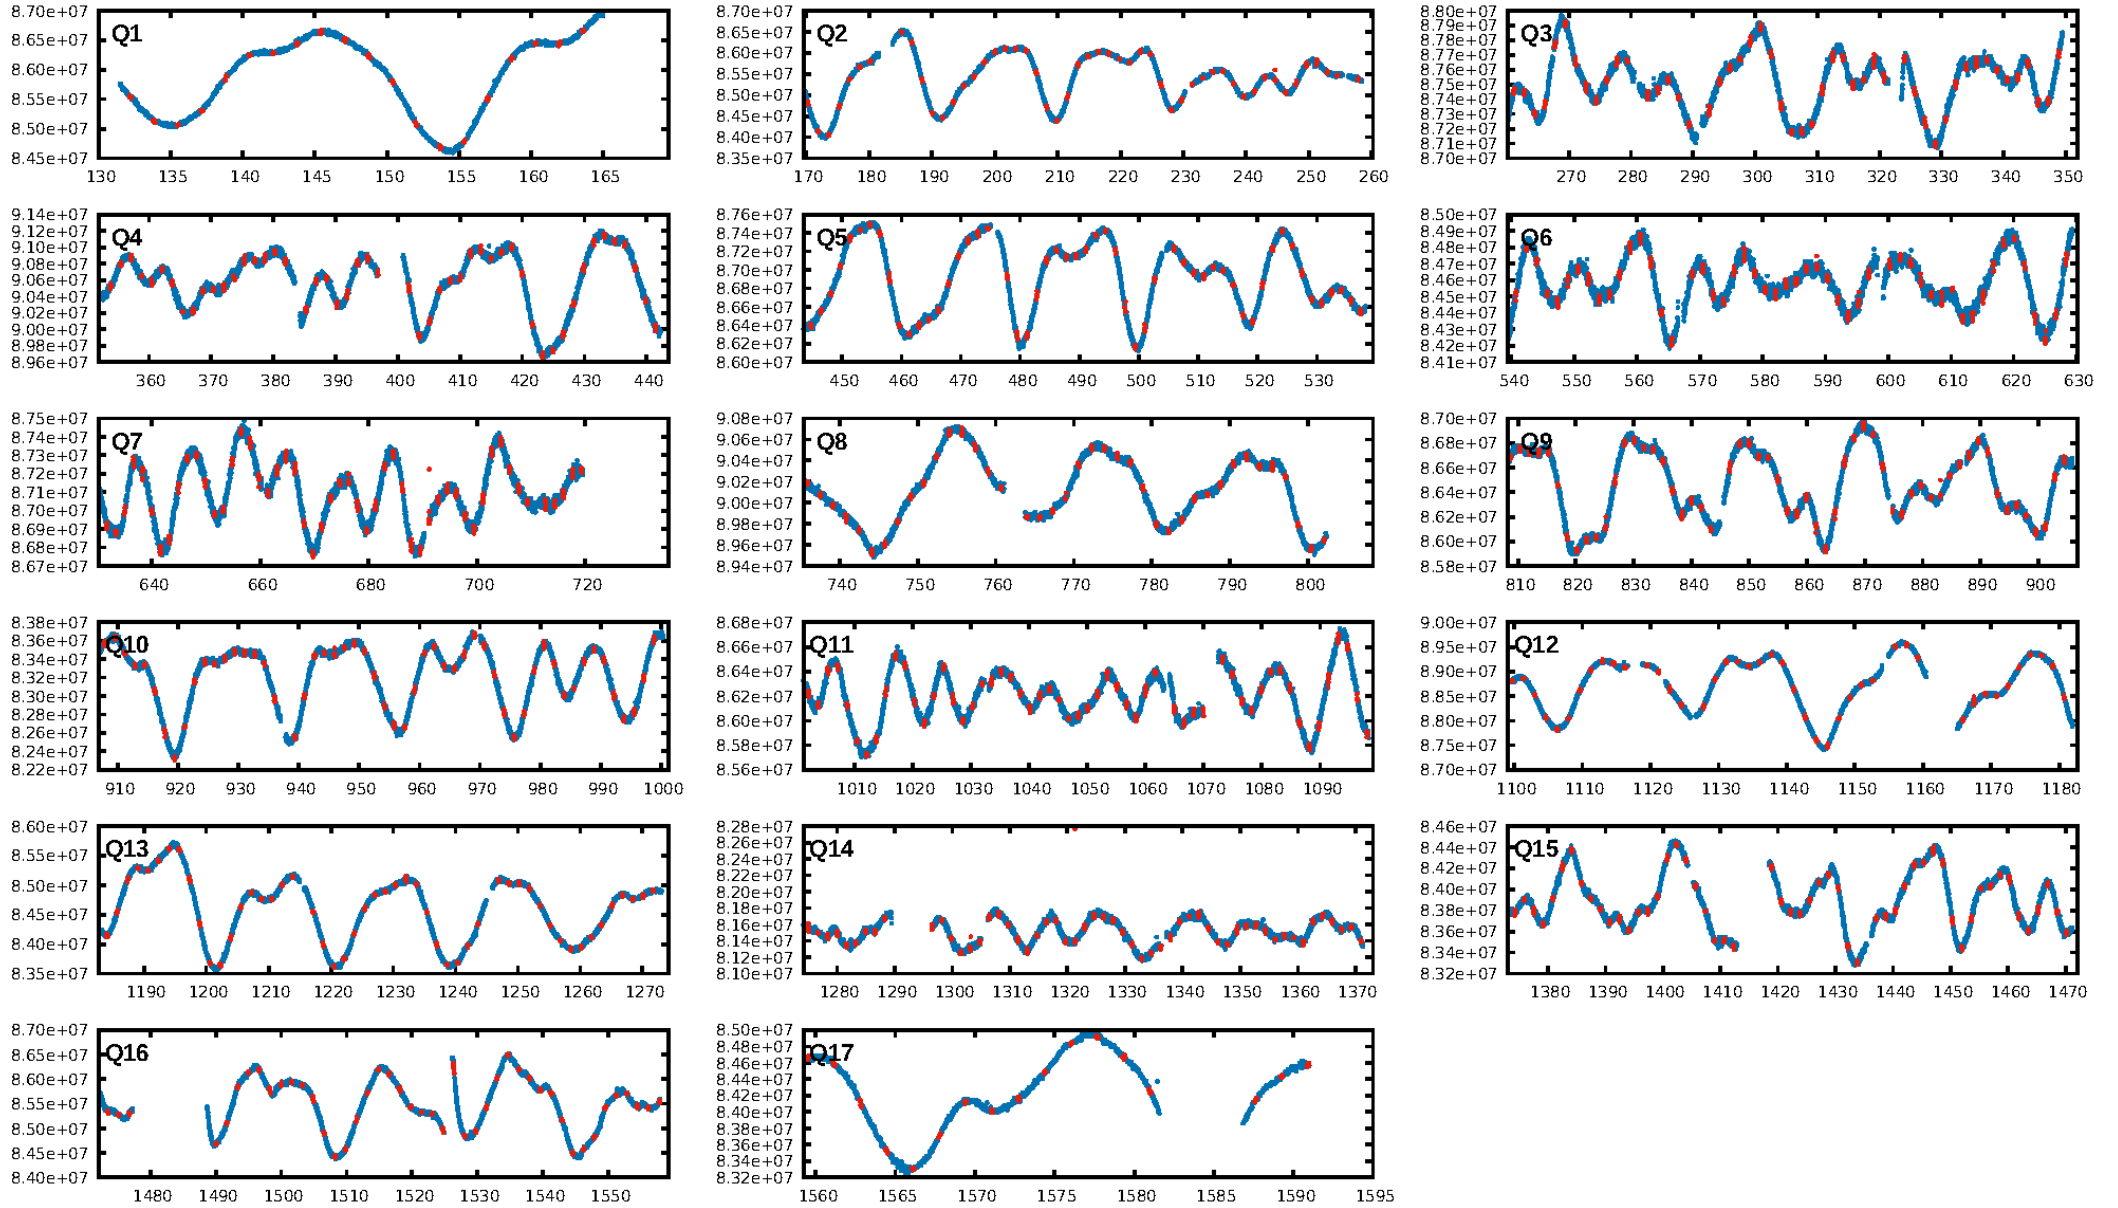 8.70e+07
8.65e+07
8.60e+07
8.55e+07
8.50e+07
8.45e+07
Q1
130 135 140 145 150 155 160 165
8.70e+07
8.65e+07
8.60e+07
8.55e+07
8.50e+07
8.45e+07
8.40e+07
8.35e+07
Q2
170 180 190 200 210 220 230 240 250 260
8.80e+07
8.79e+07
8.78e+07
8.77e+07
8.76e+07
8.75e+07
8.74e+07
8.73e+07
8.72e+07
8.71e+07
8.70e+07
Q3
270 280 290 300 310 320 330 340 350
9.14e+07
9.12e+07
9.10e+07
9.08e+07
9.06e+07
9.04e+07
9.02e+07
9.00e+07
8.98e+07
8.96e+07
Q4
360 370 380 390 400 410 420 430 440
8.76e+07
8.74e+07
8.72e+07
8.70e+07
8.68e+07
8.66e+07
8.64e+07
8.62e+07
8.60e+07
Q5
450 460 470 480 490 500 510 520 530
8.50e+07
8.49e+07
8.48e+07
8.47e+07
8.46e+07
8.45e+07
8.44e+07
8.43e+07
8.42e+07
8.41e+07
Q6
540 550 560 570 580 590 600 610 620 630
8.75e+07
8.74e+07
8.73e+07
8.72e+07
8.71e+07
8.70e+07
8.69e+07
8.68e+07
8.67e+07
Q7
640 660 680 700 720
9.08e+07
9.06e+07
9.04e+07
9.02e+07
9.00e+07
8.98e+07
8.96e+07
8.94e+07
Q8
740 750 760 770 780 790 800
8.70e+07
8.68e+07
8.66e+07
8.64e+07
8.62e+07
8.60e+07
8.58e+07
Q9
810 820 830 840 850 860 870 880 890 900
8.38e+07
8.36e+07
8.34e+07
8.32e+07
8.30e+07
8.28e+07
8.26e+07
8.24e+07
8.22e+07
Q10
910 920 930 940 950 960 970 980 990 1000
8.68e+07
8.66e+07
8.64e+07
8.62e+07
8.60e+07
8.58e+07
8.56e+07
Q11
1010 1020 1030 1040 1050 1060 1070 1080 1090
9.00e+07
8.95e+07
8.90e+07
8.85e+07
8.80e+07
8.75e+07
8.70e+07
Q12
1100 1110 1120 1130 1140 1150 1160 1170 1180
8.60e+07
8.55e+07
8.50e+07
8.45e+07
8.40e+07
8.35e+07
Q13
1190 1200 1210 1220 1230 1240 1250 1260 1270
8.28e+07
8.26e+07
8.24e+07
8.22e+07
8.20e+07
8.18e+07
8.16e+07
8.14e+07
8.12e+07
8.10e+07
Q14
1280 1290 1300 1310 1320 1330 1340 1350 1360 1370
8.46e+07
8.44e+07
8.42e+07
8.40e+07
8.38e+07
8.36e+07
8.34e+07
8.32e+07
Q15
1380 1390 1400 1410 1420 1430 1440 1450 1460 1470
8.70e+07
8.65e+07
8.60e+07
8.55e+07
8.50e+07
8.45e+07
8.40e+07
Q16
1480 1490 1500 1510 1520 1530 1540 1550
8.50e+07
8.48e+07
8.46e+07
8.44e+07
8.42e+07
8.40e+07
8.38e+07
8.36e+07
8.34e+07
8.32e+07
Q17
1560 1565 1570 1575 1580 1585 1590 1595